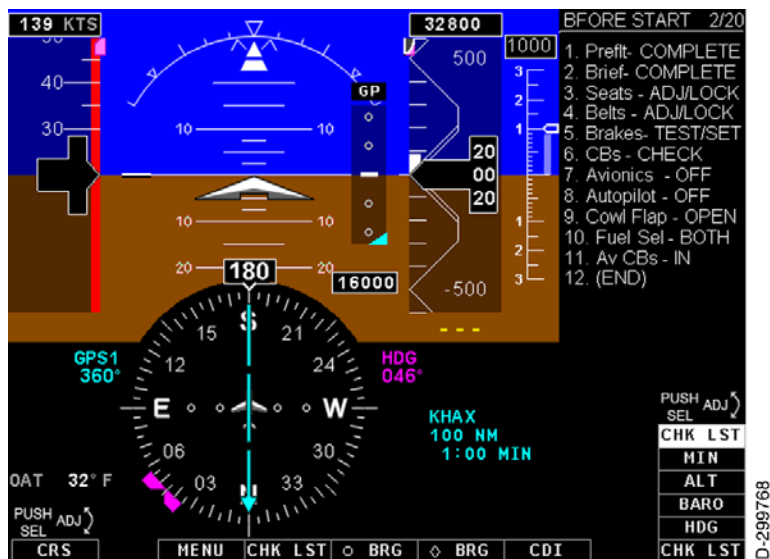 139 KTS
32800
BFORE START 2/20
1. Preflt- COMPLETE
2. Brief- COMPLETE
3. Seats - ADJ/LOCK
4. Belts - ADJ/LOCK
5. Brakes- TEST/SET
6. CBs - CHECK
7. Avionics - OFF
8. Autopilot - OFF
9. Cowl Flap - OPEN
10. Fuel Sel - BOTH
11. Av CBs - IN
12. (END)
40
30
10 10
10 10
20 20
GP
500
20
00
20
-500
1000
3
2
1
1
2
3
180
16000
GPS1
360°
HDG
046°
S
21
24
W
30
33
N
03
06
E
12
15
KHAX
100 NM
1:00 MIN
OAT 32° F
PUSH
SEL ADJ
CRS
MENU
CHK LST
○ BRG
◇ BRG
CDI
PUSH
SEL ADJ
CHK LST
MIN
ALT
BARO
HDG
CHK LST
D-299768